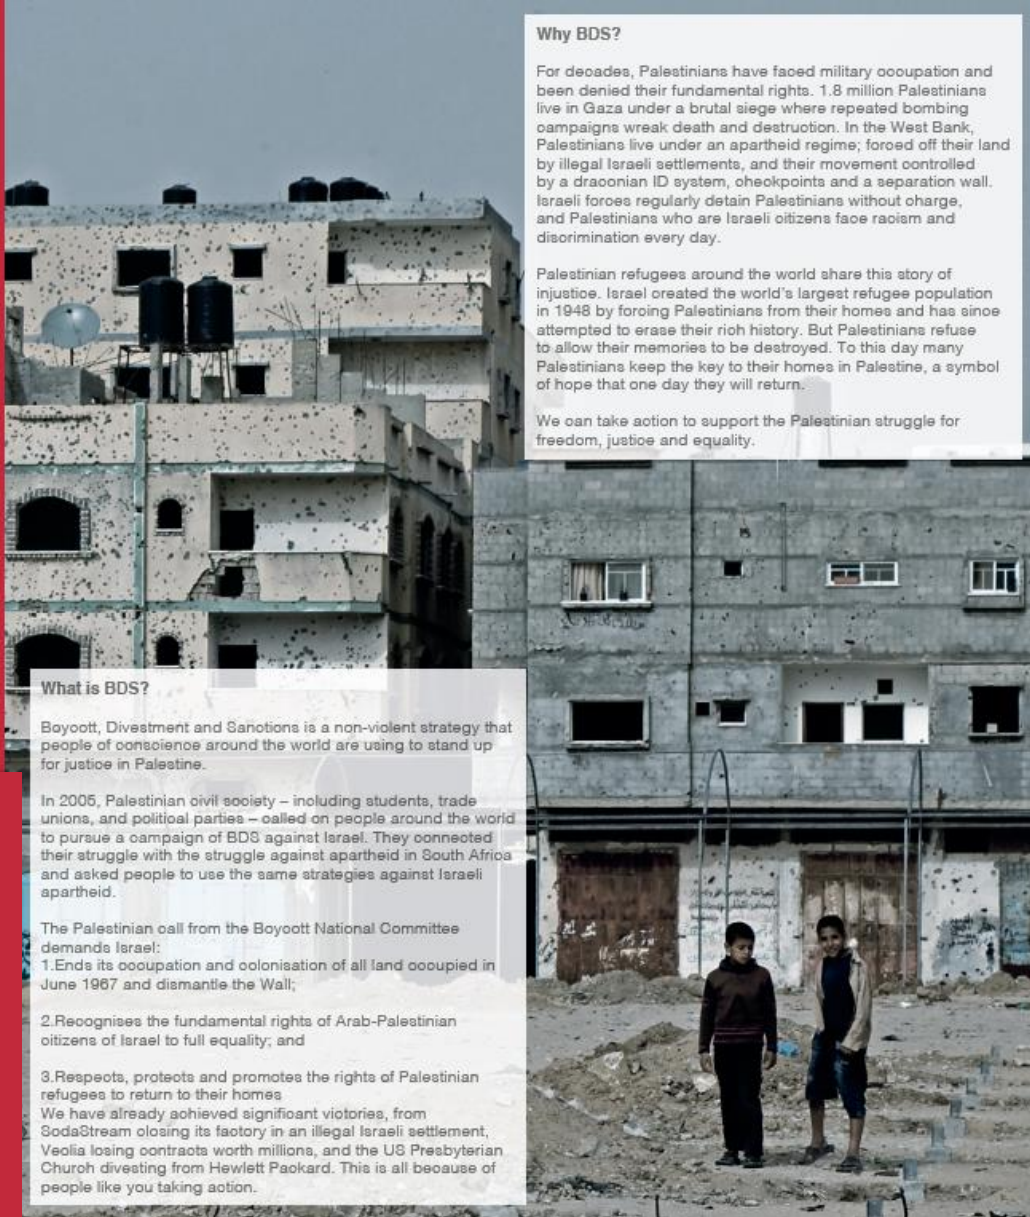 Why BDS?
For decades, Palestinians have faced military occupation and
been denied their fundamental rights. 1.8 million Palestinians
live in Gaza under a brutal siege where repeated bombing
campaigns wreak death and destruction. In the West Bank,
Palestinians live under an apartheid regime; forced off their land
by illegal Israeli settlements, and their movement controlled
by a draconian ID system, checkpoints and a separation wall.
Israeli forces regularly detain Palestinians without charge,
and Palestinians who are Israeli citizens face racism and
discrimination every day.
Palestinian refugees around the world share this story of
injustice. Israel created the world's largest refugee population
in 1948 by forcing Palestinians from their homes and has since
attempted to erase their rich history. But Palestinians refuse
to allow their memories to be destroyed. To this day many
Palestinians keep the key to their homes in Palestine, a symbol
of hope that one day they will return.
We can take action to support the Palestinian struggle for
freedom, justice and equality.
What is BDS?
Boycott, Divestment and Sanctions is a non-violent strategy that
people of conscience around the world are using to stand up
for justice in Palestine.
In 2005, Palestinian civil society – including students, trade
unions, and political parties – called on people around the world
to pursue a campaign of BDS against Israel. They connected
their struggle with the struggle against apartheid in South Africa
and asked people to use the same strategies against Israeli
apartheid.
The Palestinian call from the Boycott National Committee
demands Israel:
1.Ends its occupation and colonisation of all land occupied in
June 1967 and dismantle the Wall;
2.Recognises the fundamental rights of Arab-Palestinian
citizens of Israel to full equality; and
3.Respects, protects and promotes the rights of Palestinian
refugees to return to their homes
We have already achieved significant victories, from
SodaStream closing its factory in an illegal Israeli settlement,
Veolia losing contracts worth millions, and the US Presbyterian
Church divesting from Hewlett Packard. This is all because of
people like you taking action.